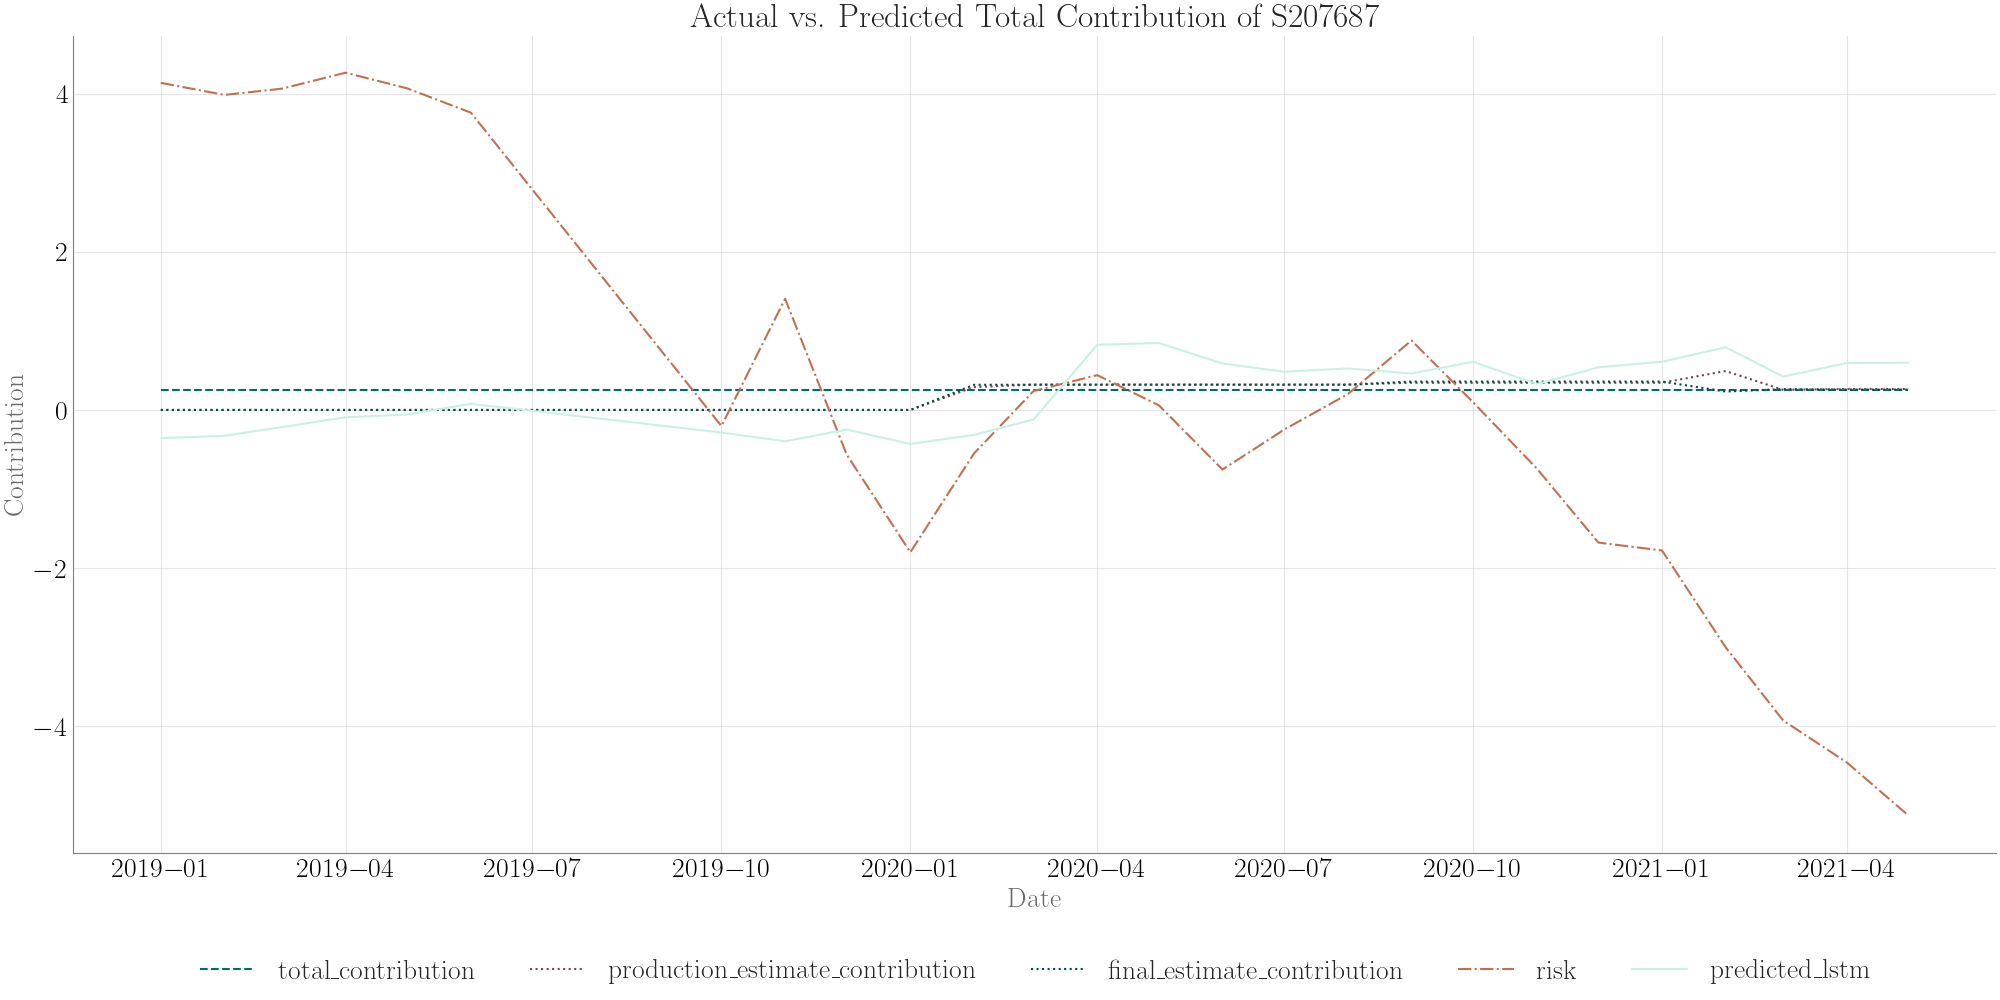 Actual vs. Predicted Total Contribution of S207687
4
2
0
−2
−4
Contribution
2019−01 2019−04 2019−07 2019−10 2020−01 2020−04 2020−07 2020−10 2021−01 2021−04
Date
total_contribution production_estimate_contribution final_estimate_contribution risk predicted_lstm